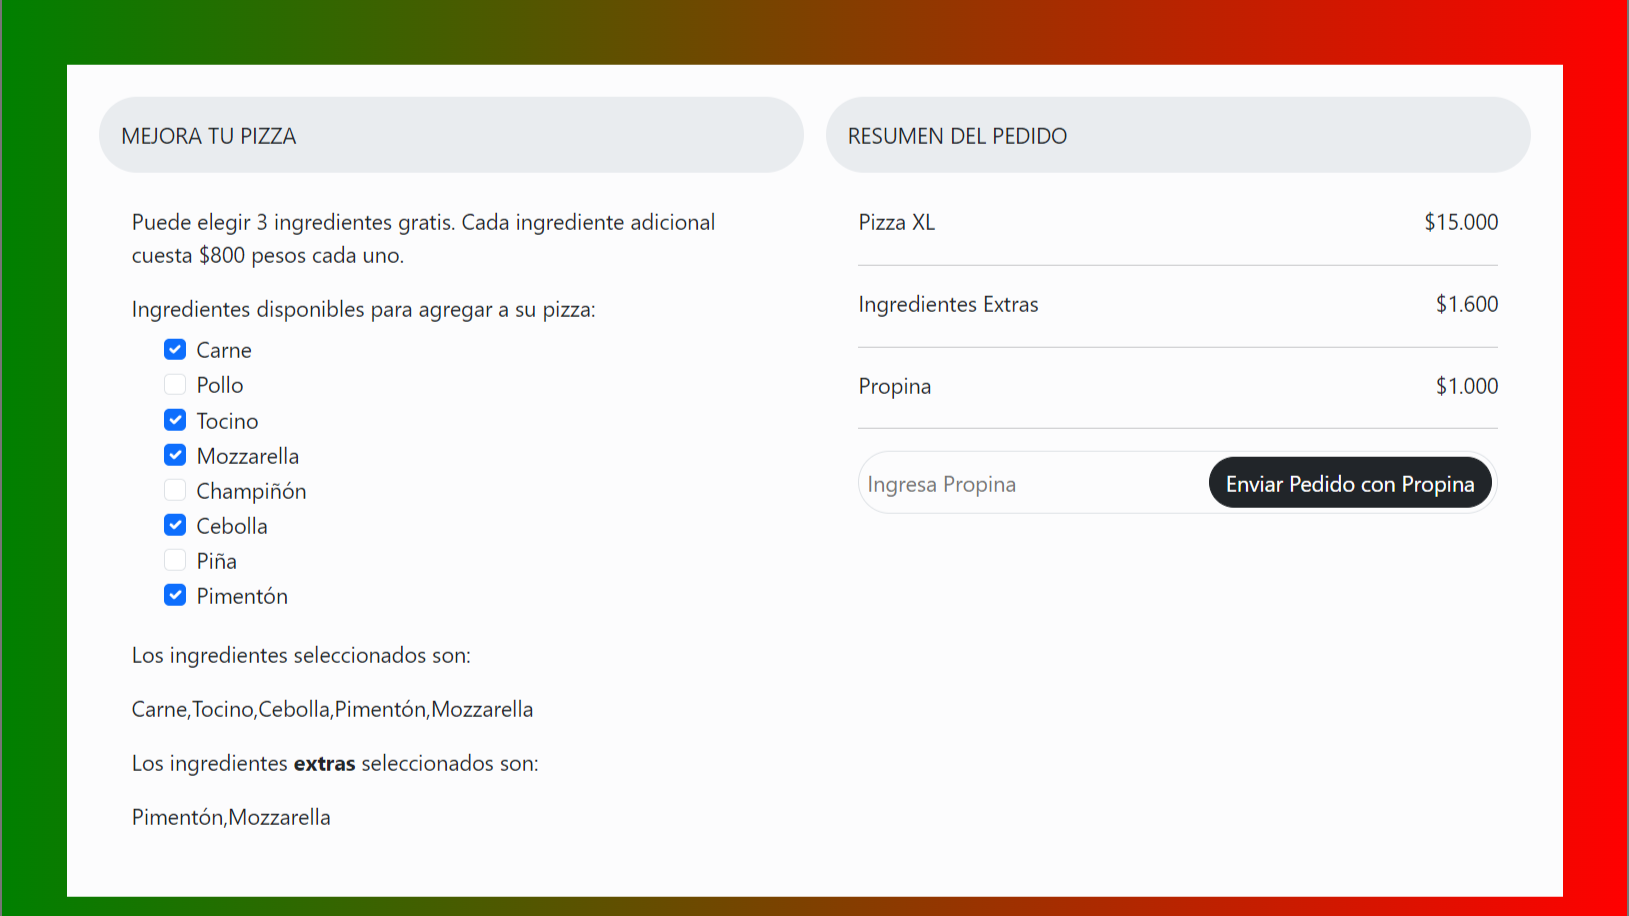 MEJORA TU PIZZA
Puede elegir 3 ingredientes gratis. Cada ingrediente adicional
cuesta $800 pesos cada uno.
Ingredientes disponibles para agregar a su pizza:
Carne
Pollo
Tocino
Mozzarella
Champiñón
Cebolla
Piña
Pimentón
Los ingredientes seleccionados son:
Carne,Tocino,Cebolla,Pimentón,Mozzarella
Los ingredientes extras seleccionados son:
Pimentón,Mozzarella
RESUMEN DEL PEDIDO
Pizza XL $15.000
Ingredientes Extras $1.600
Propina $1.000
Ingresa Propina Enviar Pedido con Propina